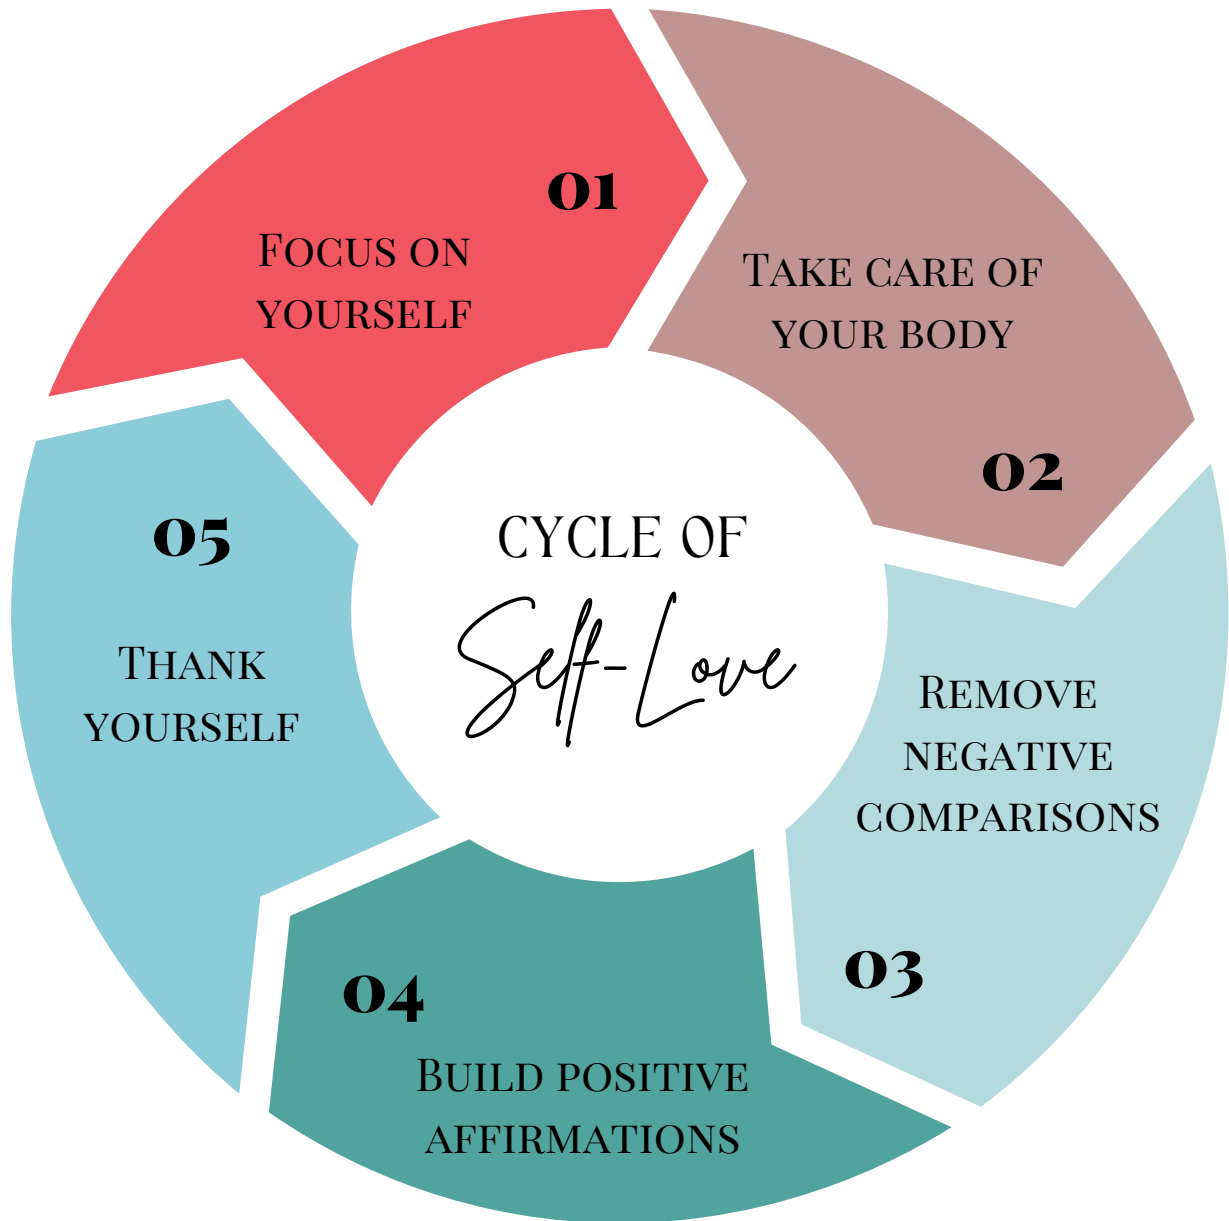 CYCLE OF
Self-Love
01
Focus on
yourself
Take care of
your body
02
Remove
negative
comparisons
03
04
Build positive
affirmations
05
Thank
yourself